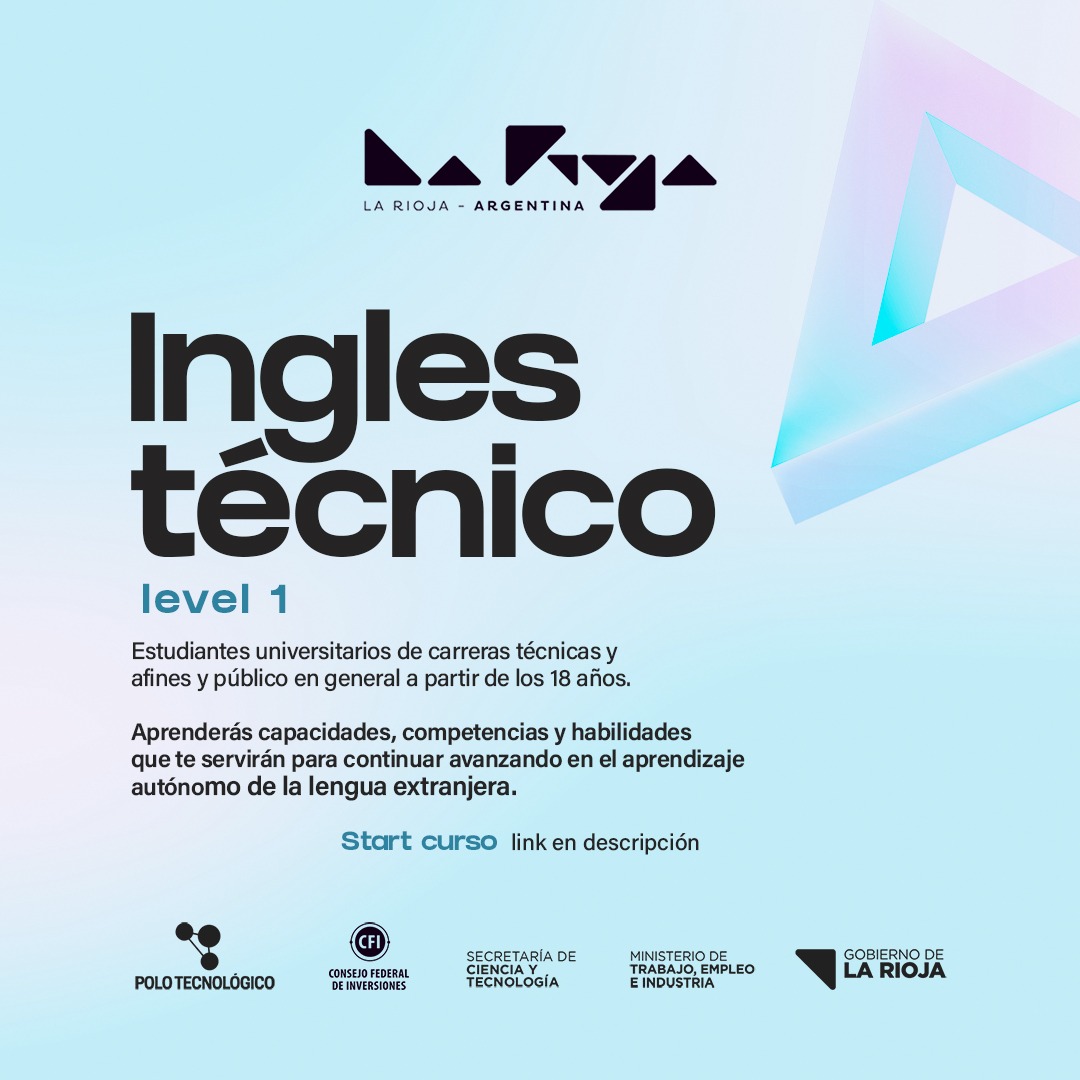 La Rioja
LA RIOJA - ARGENTINA
Ingles
técnico
level 1
Estudiantes universitarios de carreras técnicas y
afines y público en general a partir de los 18 años.
Aprenderás capacidades, competencias y habilidades
que te servirán para continuar avanzando en el aprendizaje
autónomo de la lengua extranjera.
Start curso link en descripción
POLO TECNOLÓGICO
CFI
CONSEJO FEDERAL
DE INVERSIONES
SECRETARÍA DE
CIENCIA Y
TECNOLOGÍA
MINISTERIO DE
TRABAJO, EMPLEO
E INDUSTRIA
GOBIERNO DE
LA RIOJA